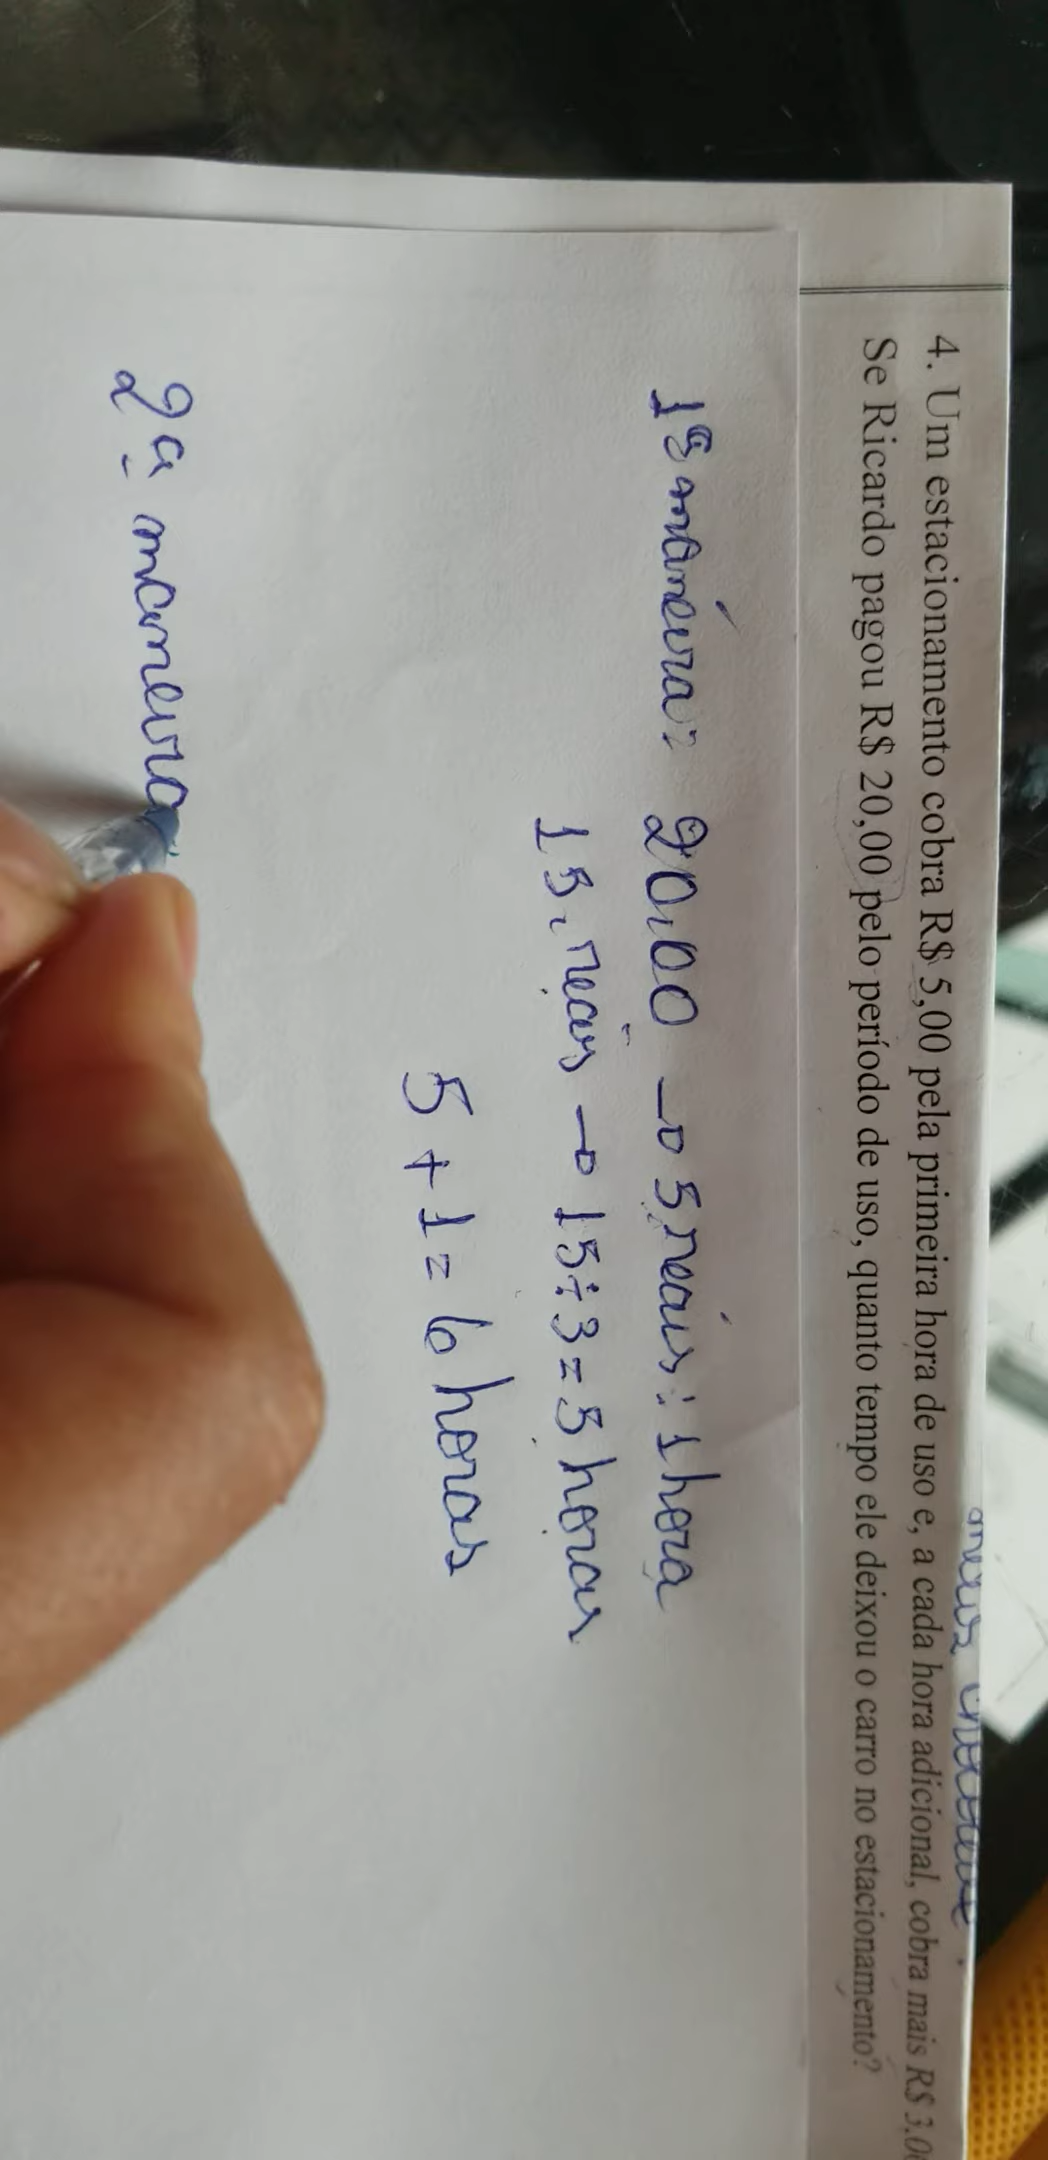 4. Um estacionamento cobra R$ 5,00 pela primeira hora de uso e, a cada hora adicional, cobra mais R$ 3,0
Se Ricardo pagou R$ 20,00 pelo período de uso, quanto tempo ele deixou o carro no estacionamento?
1ª maneira: 20,00 → 5 reais: 1 hora
15, reais → 15÷3=5 horas
5+1=6 horas
2ª maneira